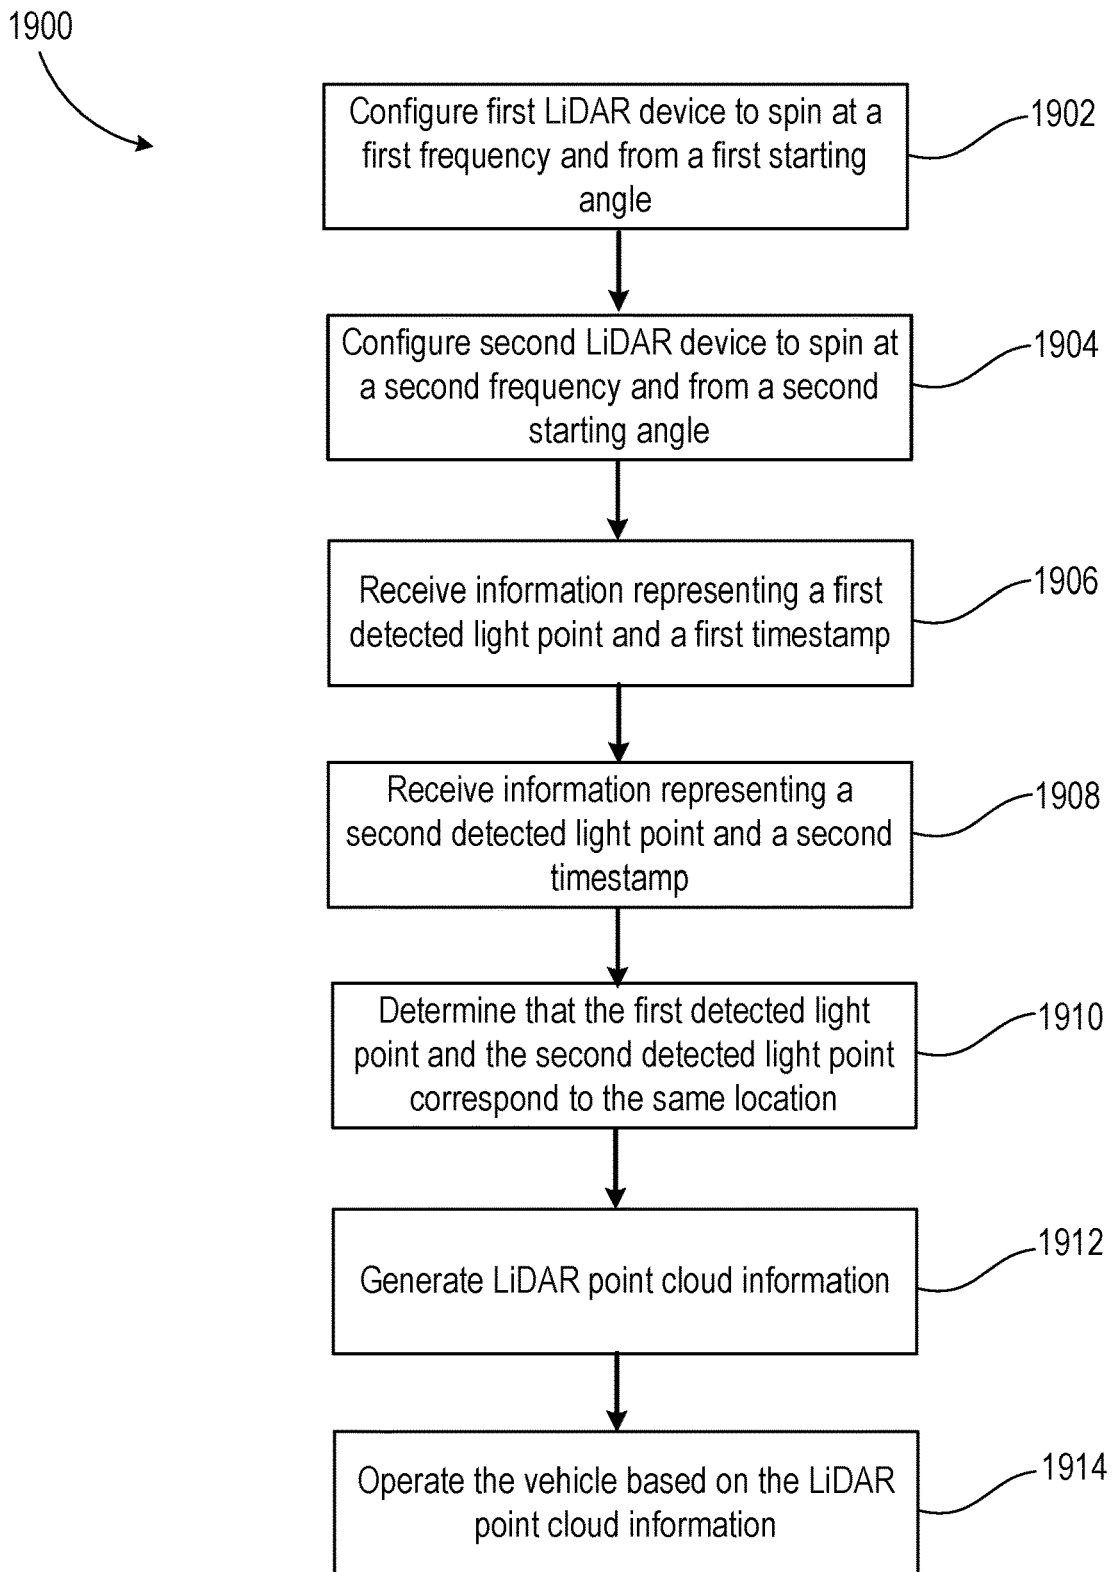 1900
Configure first LiDAR device to spin at a
first frequency and from a first starting
angle
1902
Configure second LiDAR device to spin at
a second frequency and from a second
starting angle
1904
Receive information representing a first
detected light point and a first timestamp
1906
Receive information representing a
second detected light point and a second
timestamp
1908
Determine that the first detected light
point and the second detected light point
correspond to the same location
1910
Generate LiDAR point cloud information
1912
Operate the vehicle based on the LiDAR
point cloud information
1914